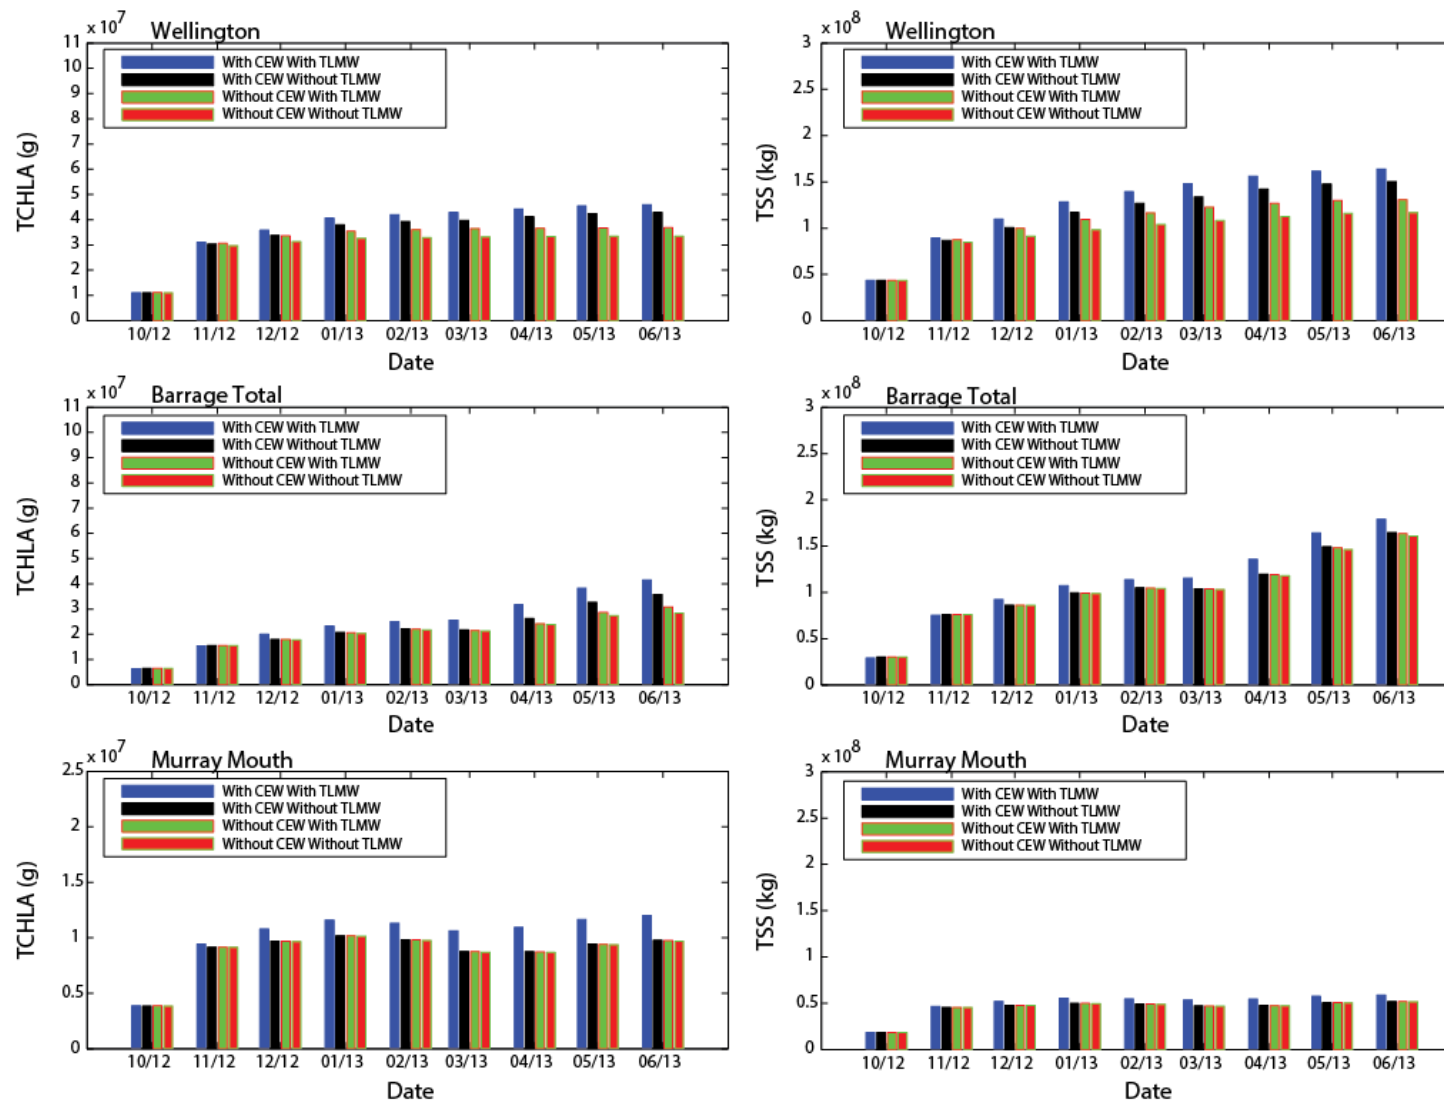 x 10^7 Wellington
11
10
9
8
7
6
5
4
3
2
1
0
TCHLA (g)
With CEW With TLMW
With CEW Without TLMW
Without CEW With TLMW
Without CEW Without TLMW
10/12 11/12 12/12 01/13 02/13 03/13 04/13 05/13 06/13
Date
x 10^8 Wellington
3
2.5
2
1.5
1
0.5
0
TSS (kg)
With CEW With TLMW
With CEW Without TLMW
Without CEW With TLMW
Without CEW Without TLMW
10/12 11/12 12/12 01/13 02/13 03/13 04/13 05/13 06/13
Date
x 10^7 Barrage Total
11
10
9
8
7
6
5
4
3
2
1
0
TCHLA (g)
With CEW With TLMW
With CEW Without TLMW
Without CEW With TLMW
Without CEW Without TLMW
10/12 11/12 12/12 01/13 02/13 03/13 04/13 05/13 06/13
Date
x 10^8 Barrage Total
3
2.5
2
1.5
1
0.5
0
TSS (kg)
With CEW With TLMW
With CEW Without TLMW
Without CEW With TLMW
Without CEW Without TLMW
10/12 11/12 12/12 01/13 02/13 03/13 04/13 05/13 06/13
Date
x 10^7 Murray Mouth
2.5
2
1.5
1
0.5
0
TCHLA (g)
With CEW With TLMW
With CEW Without TLMW
Without CEW With TLMW
Without CEW Without TLMW
10/12 11/12 12/12 01/13 02/13 03/13 04/13 05/13 06/13
Date
x 10^8 Murray Mouth
3
2.5
2
1.5
1
0.5
0
TSS (kg)
With CEW With TLMW
With CEW Without TLMW
Without CEW With TLMW
Without CEW Without TLMW
10/12 11/12 12/12 01/13 02/13 03/13 04/13 05/13 06/13
Date